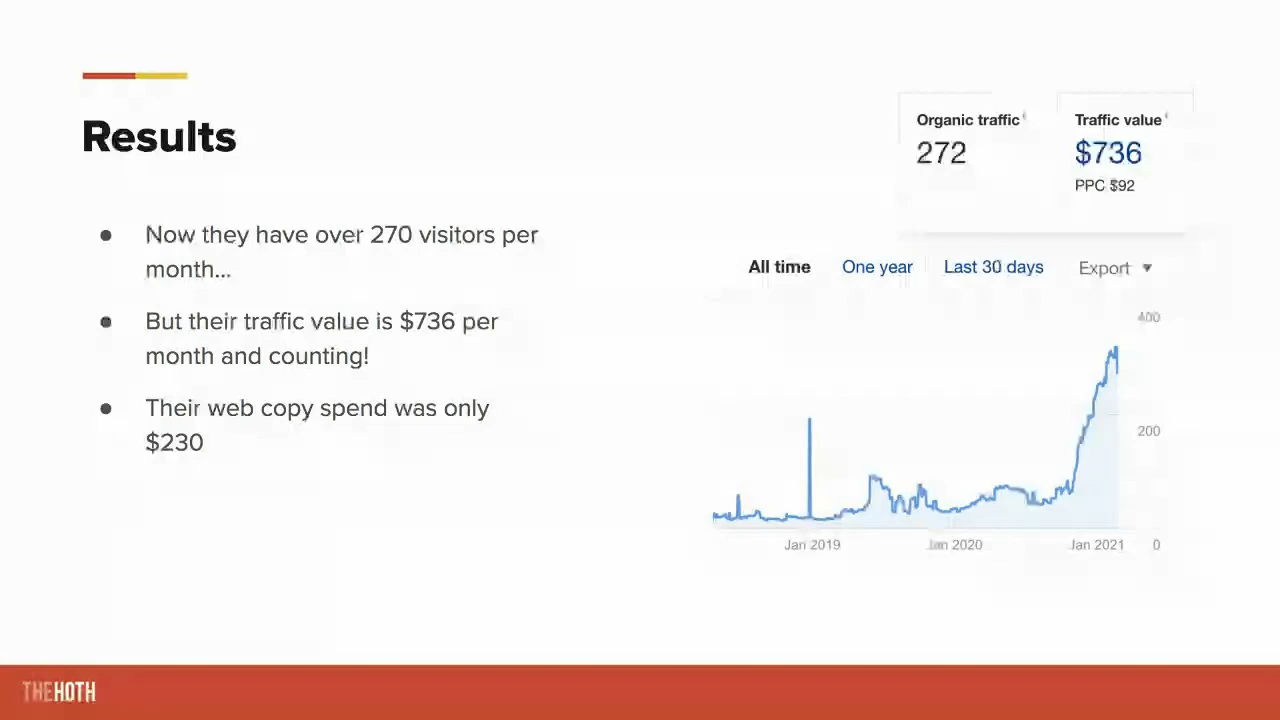 Results
● Now they have over 270 visitors per
month...
● But their traffic value is $736 per
month and counting!
● Their web copy spend was only
$230
Organic traffic
272
Traffic value
$736
PPC $92
All time One year Last 30 days Export ▼
400
200
Jan 2019 Jan 2020 Jan 2021 0
THEHOTH